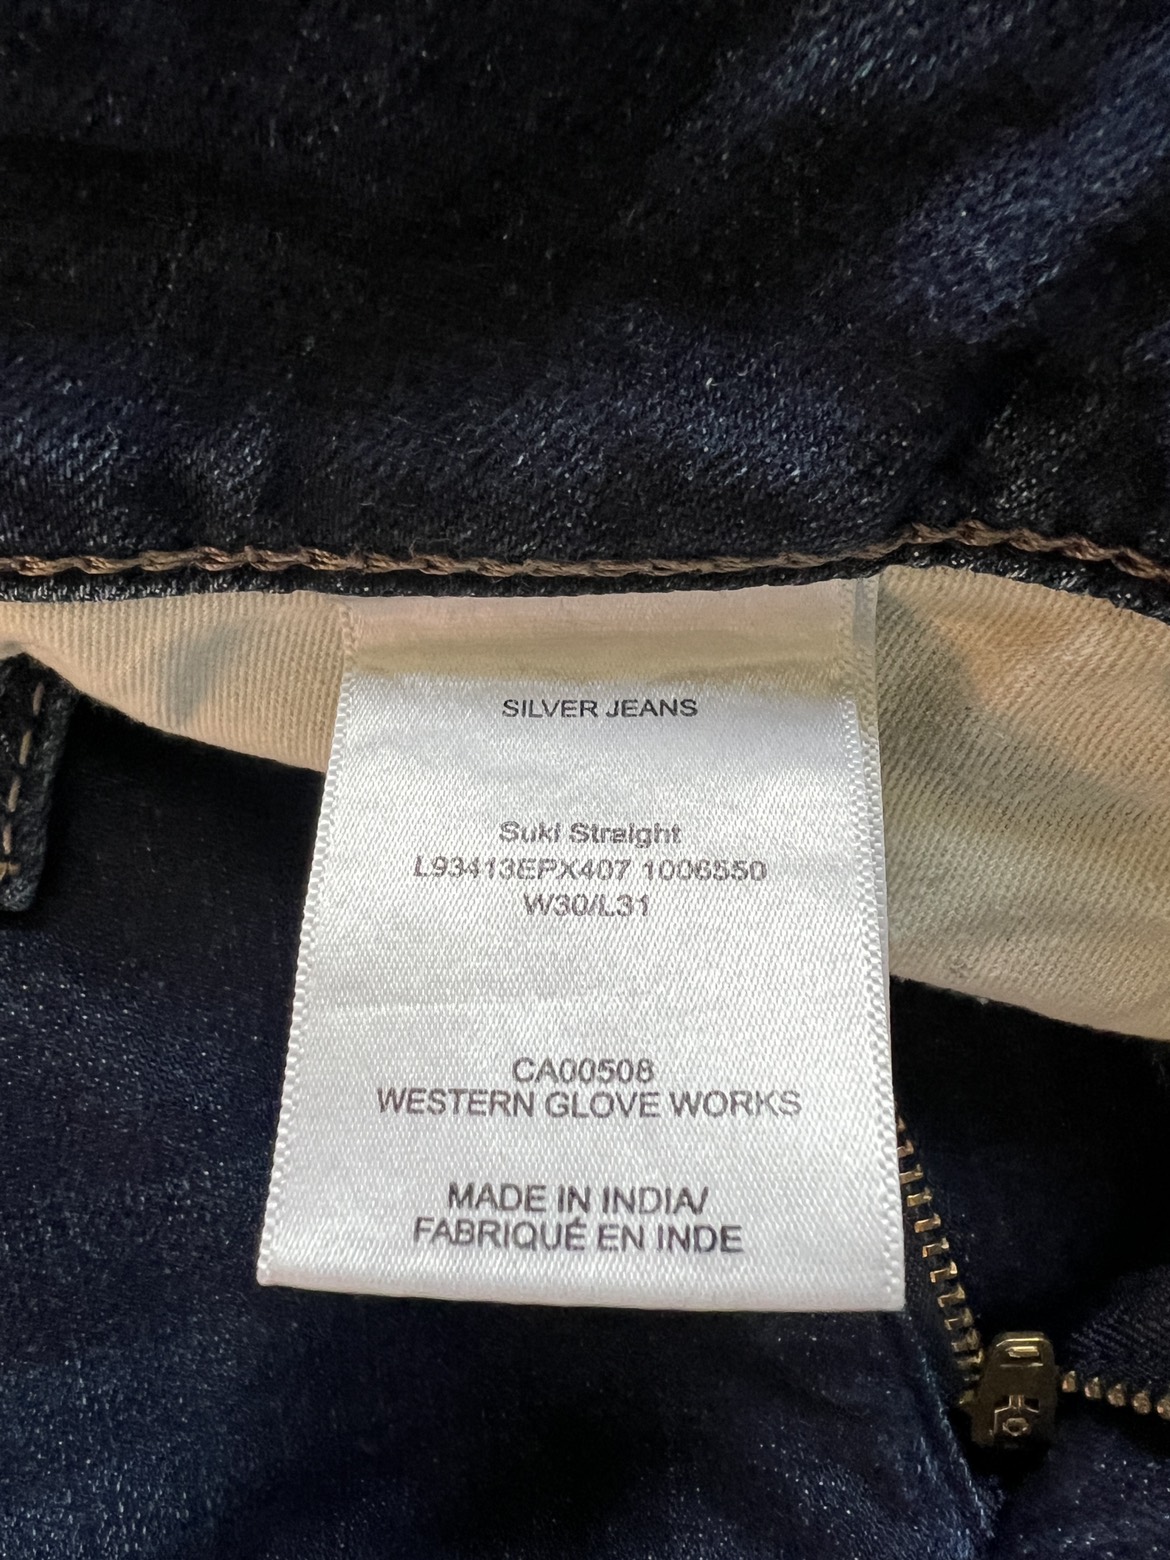 SILVER JEANS
Suki Straight
L93413EPX407 1006550
W30/L31
CA00508
WESTERN GLOVE WORKS
MADE IN INDIA/
FABRIQUÉ EN INDE